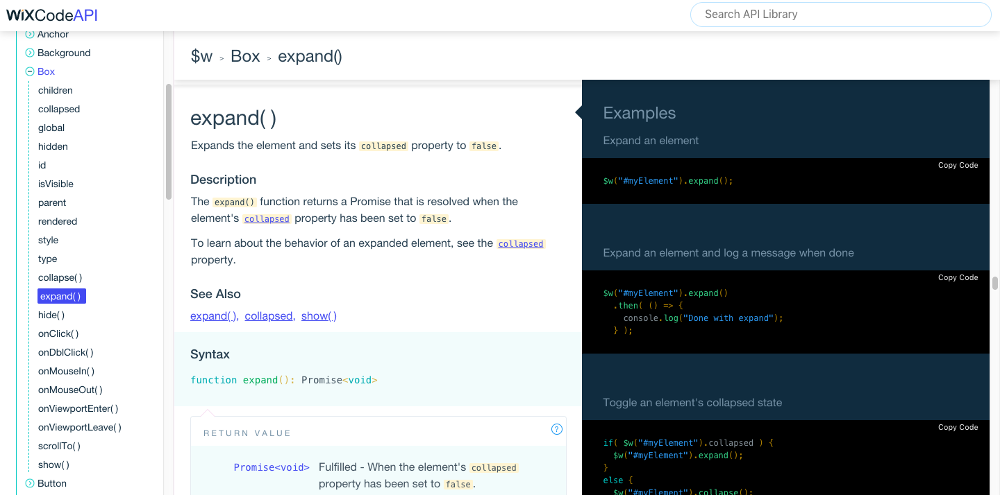 WiXCodeAPI
Search API Library
Anchor
Background
Box
children
collapsed
global
hidden
id
isVisible
parent
rendered
style
type
collapse( )
expand( )
hide( )
onClick( )
onDblClick( )
onMouseIn( )
onMouseOut( )
onViewportEnter( )
onViewportLeave( )
scrollTo( )
show( )
Button
$w > Box > expand()
expand( )
Expands the element and sets its collapsed property to false.
Description
The expand() function returns a Promise that is resolved when the
element's collapsed property has been set to false.
To learn about the behavior of an expanded element, see the collapsed
property.
See Also
expand( ), collapsed, show( )
Syntax
function expand(): Promise<void>
RETURN VALUE
?
Promise<void> Fulfilled - When the element's collapsed
property has been set to false.
Examples
Expand an element
Copy Code
$w("#myElement").expand();
Expand an element and log a message when done
Copy Code
$w("#myElement").expand()
.then( () => {
console.log("Done with expand");
} );
Toggle an element's collapsed state
Copy Code
if( $w("#myElement").collapsed ) {
$w("#myElement").expand();
}
else {
$w("#myElement").collapse();